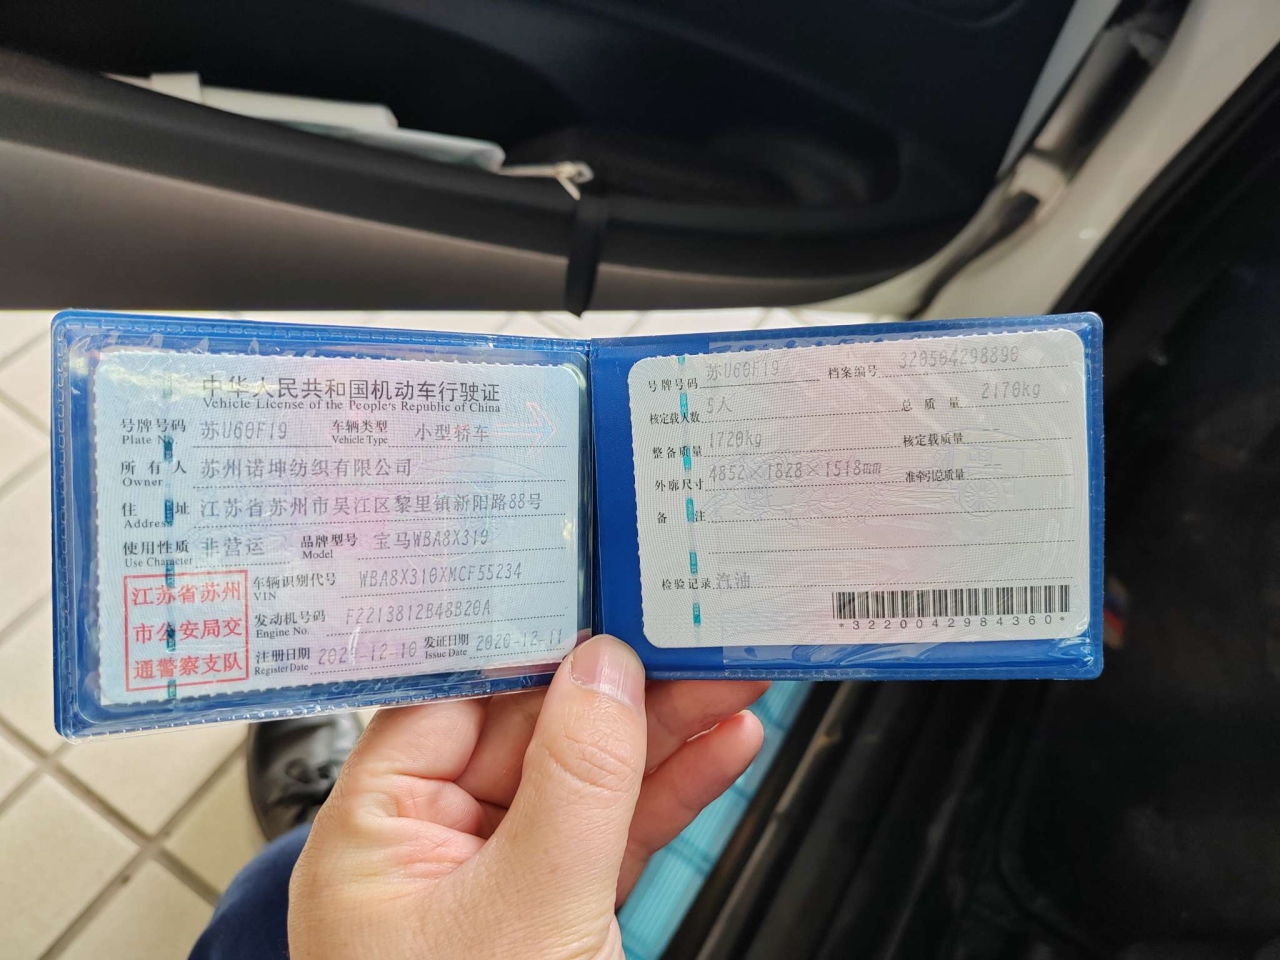 中华人民共和国机动车行驶证
Vehicle License of the People's Republic of China
号牌号码 苏U60F19 车辆类型 小型轿车
Plate No. Vehicle Type
所有人 苏州诺坤纺织有限公司
Owner
住址 江苏省苏州市吴江区黎里镇新阳路88号
Address
使用性质 非营运 品牌型号 宝马WBA8X319
Use Character Model
江苏省苏州市公安局交通警察支队
车辆识别代号 WBA8X310XMCF55234
VIN
发动机号码 F2213812B48B20A
Engine No.
注册日期 2020-12-10 发证日期 2020-12-11
Register Date Issue Date
号牌号码 苏U60F19 档案编号 320504298890
核定载人数 5人 总质量 2170kg
整备质量 1720kg 核定载质量 --
外廓尺寸 4852×1828×1518mm 准牵引总质量 --
备注
检验记录 汽油
*3220042984360*